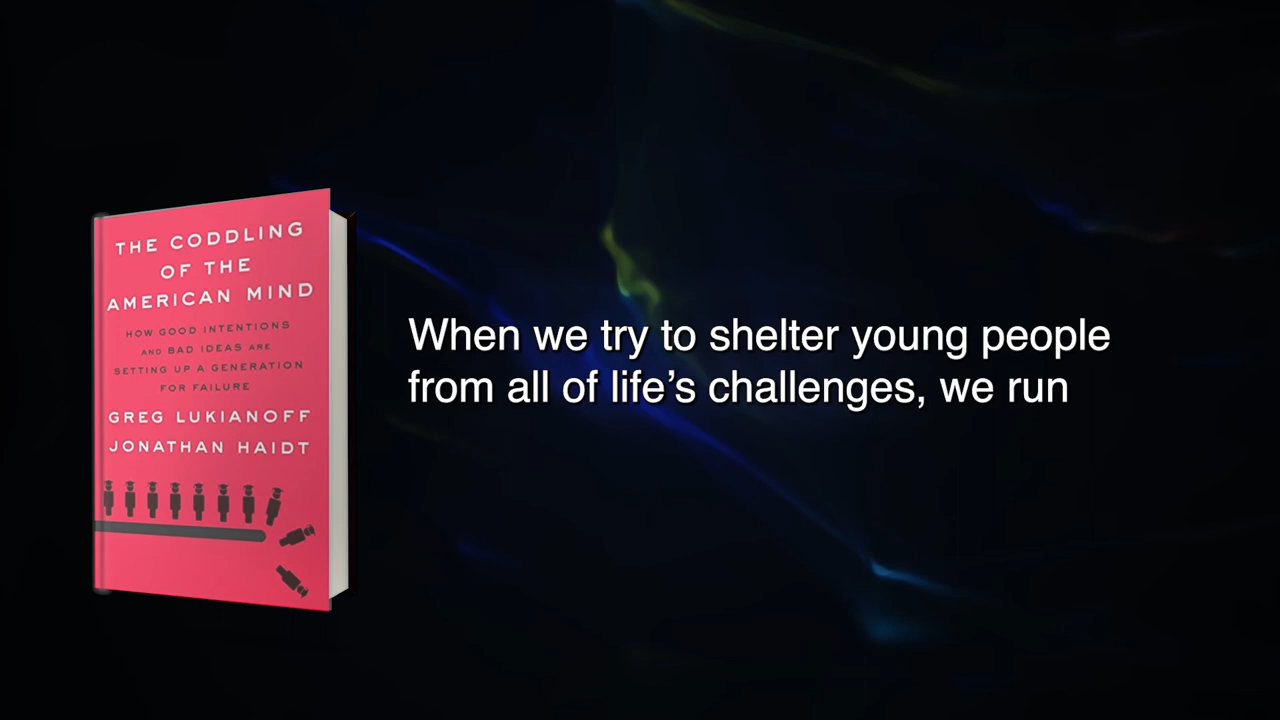 THE CODDLING
OF THE
AMERICAN MIND
HOW GOOD INTENTIONS
AND BAD IDEAS ARE
SETTING UP A GENERATION
FOR FAILURE
GREG LUKIANOFF
JONATHAN HAIDT
When we try to shelter young people
from all of life’s challenges, we run